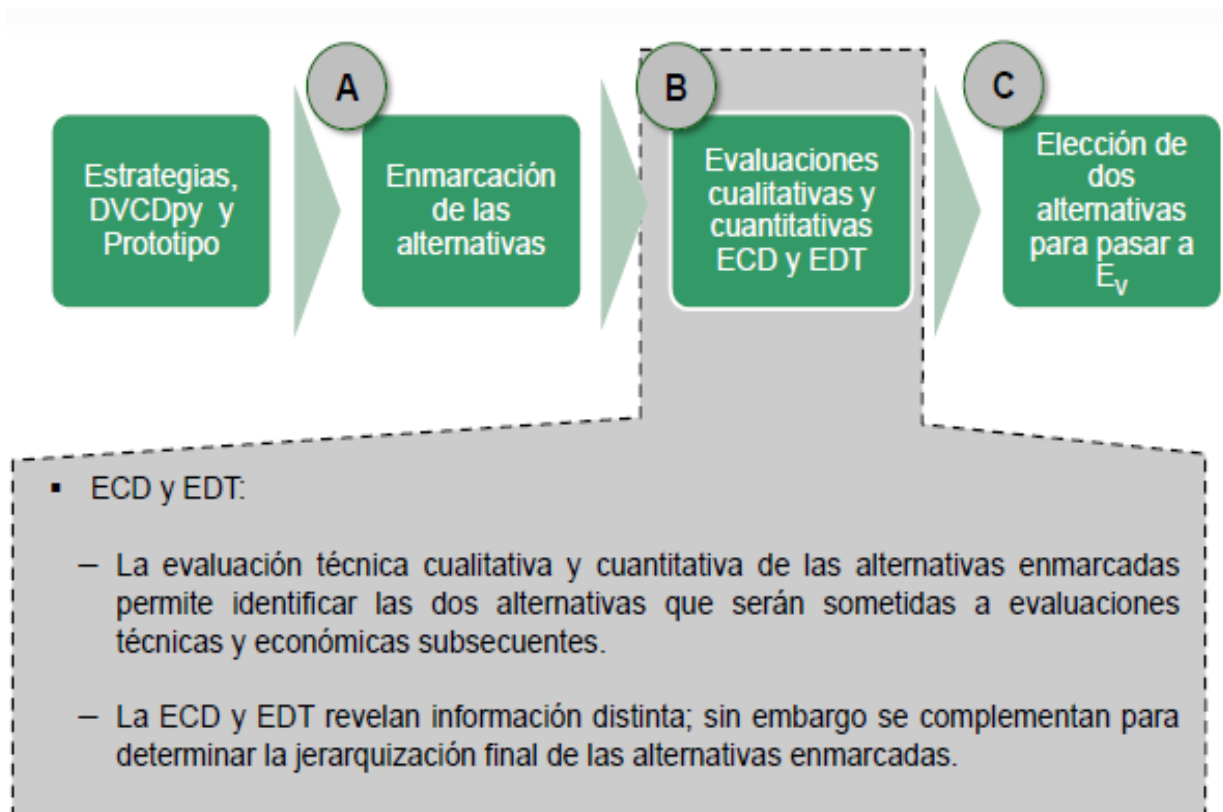 A
B
C
Estrategias,
DVCDpy y
Prototipo
Enmarcación
de las
alternativas
Evaluaciones
cualitativas y
cuantitativas
ECD y EDT
Elección de
dos
alternativas
para pasar a
Ev
▪ ECD y EDT:
– La evaluación técnica cualitativa y cuantitativa de las alternativas enmarcadas
permite identificar las dos alternativas que serán sometidas a evaluaciones
técnicas y económicas subsecuentes.
– La ECD y EDT revelan información distinta; sin embargo se complementan para
determinar la jerarquización final de las alternativas enmarcadas.